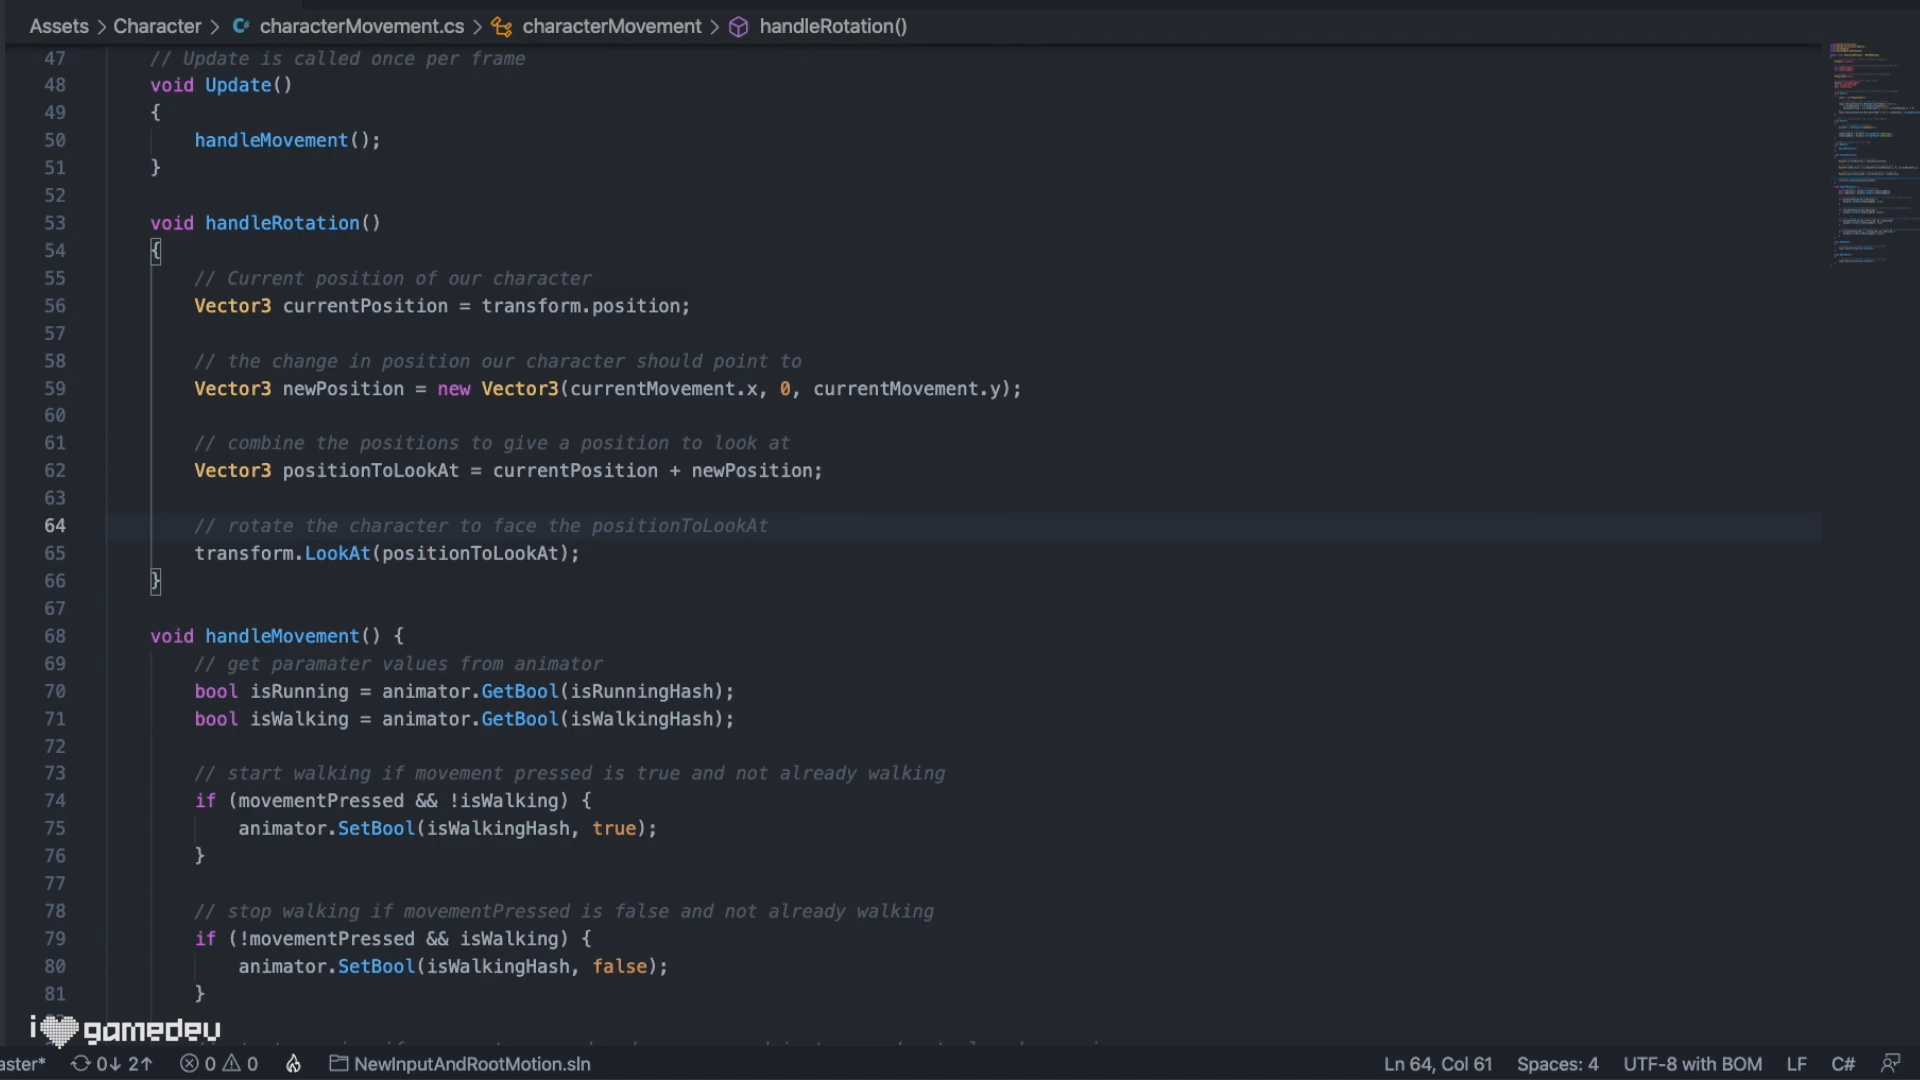 Assets > Character > characterMovement.cs > characterMovement > handleRotation()
47 // Update is called once per frame
48 void Update()
49 {
50 handleMovement();
51 }
52
53 void handleRotation()
54 {
55 // Current position of our character
56 Vector3 currentPosition = transform.position;
57
58 // the change in position our character should point to
59 Vector3 newPosition = new Vector3(currentMovement.x, 0, currentMovement.y);
60
61 // combine the positions to give a position to look at
62 Vector3 positionToLookAt = currentPosition + newPosition;
63
64 // rotate the character to face the positionToLookAt
65 transform.LookAt(positionToLookAt);
66 }
67
68 void handleMovement() {
69 // get paramater values from animator
70 bool isRunning = animator.GetBool(isRunningHash);
71 bool isWalking = animator.GetBool(isWalkingHash);
72
73 // start walking if movement pressed is true and not already walking
74 if (movementPressed && !isWalking) {
75 animator.SetBool(isWalkingHash, true);
76 }
77
78 // stop walking if movementPressed is false and not already walking
79 if (!movementPressed && isWalking) {
80 animator.SetBool(isWalkingHash, false);
81 }
i gamedev
aster* 0↓ 2↑ 0 0 NewInputAndRootMotion.sln Ln 64, Col 61 Spaces: 4 UTF-8 with BOM LF C#